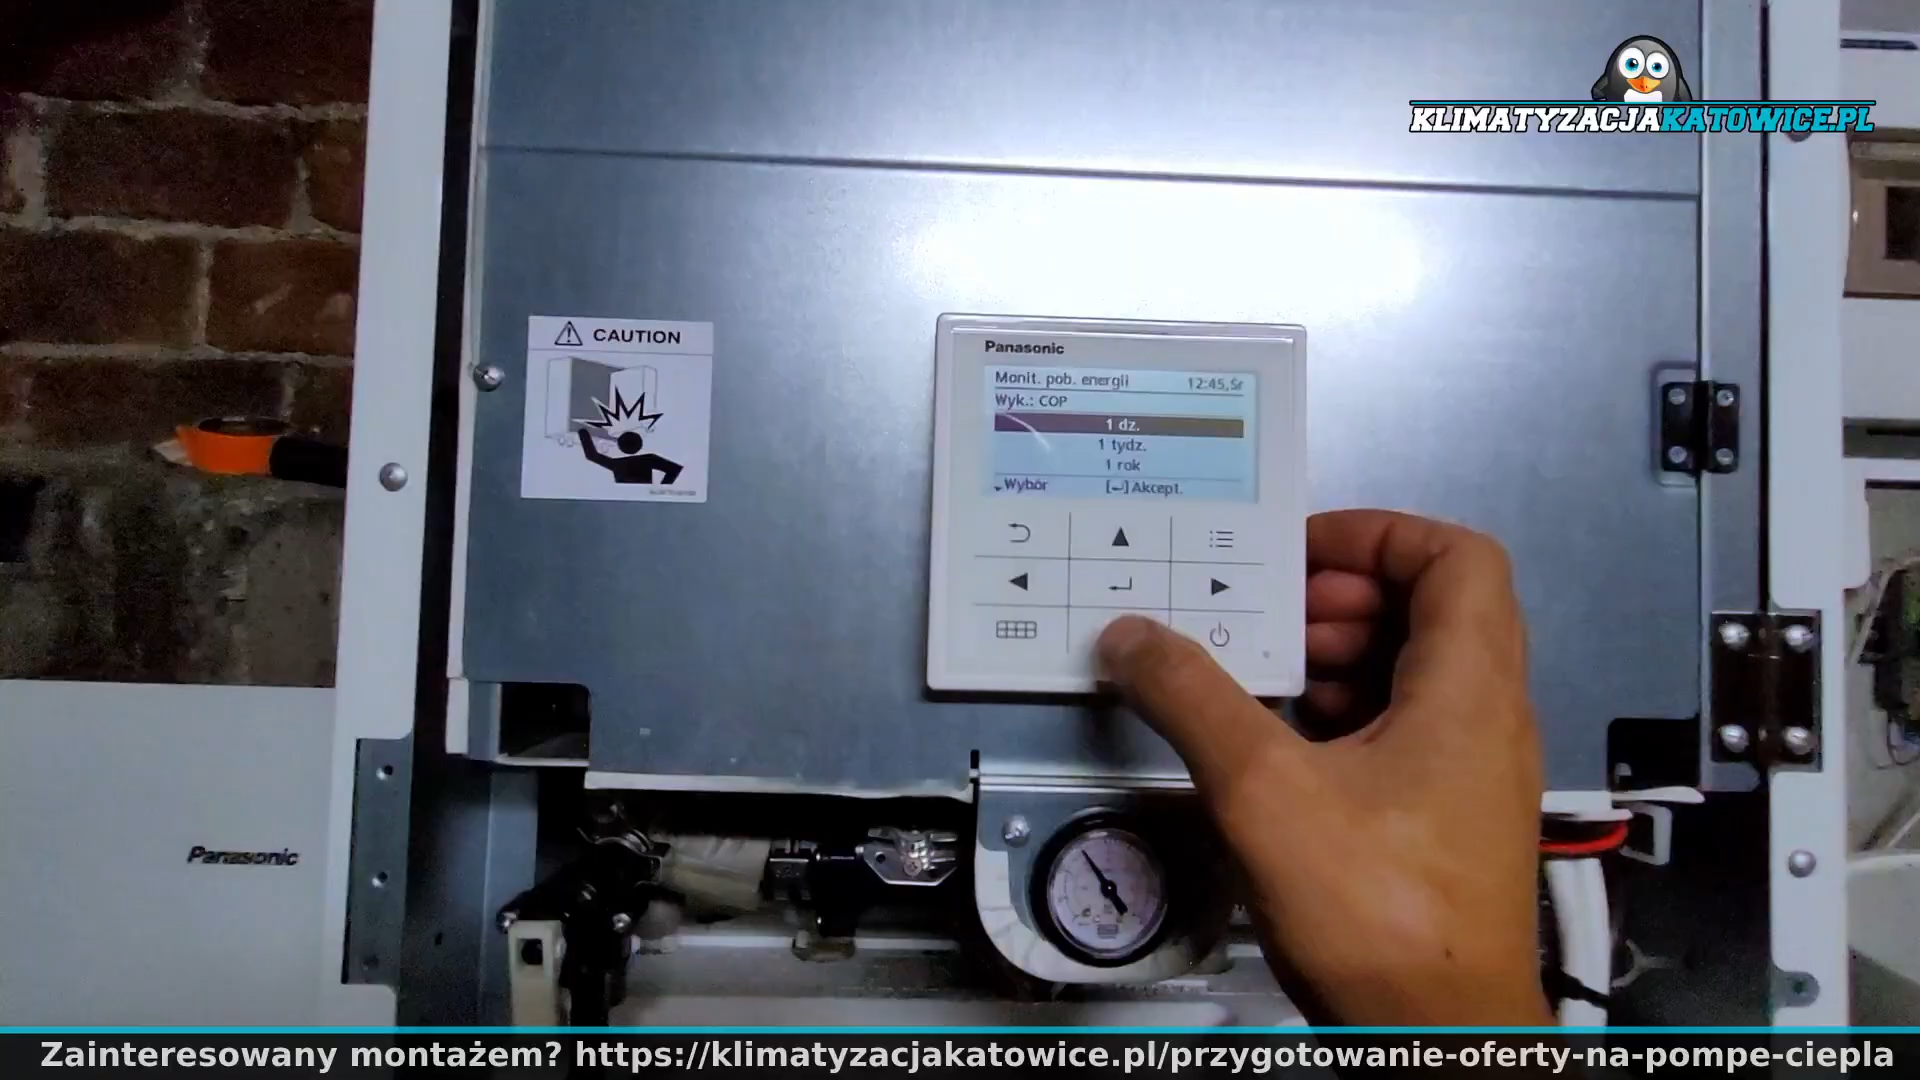 KLIMATYZACJAKATOWICE.PL
CAUTION
Panasonic
Monit. pob. energii 12:45,Śr
Wyk.: COP
1 dz.
1 tydz.
1 rok
Wybór [↵] Akcept.
Panasonic
Zainteresowany montażem? https://klimatyzacjakatowice.pl/przygotowanie-oferty-na-pompe-ciepla